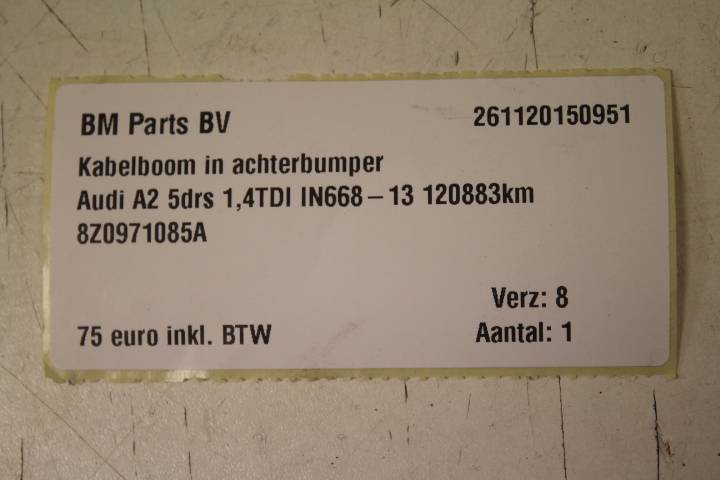 BM Parts BV 261120150951
Kabelboom in achterbumper
Audi A2 5drs 1,4TDI IN668–13 120883km
8Z0971085A
Verz: 8
75 euro inkl. BTW Aantal: 1